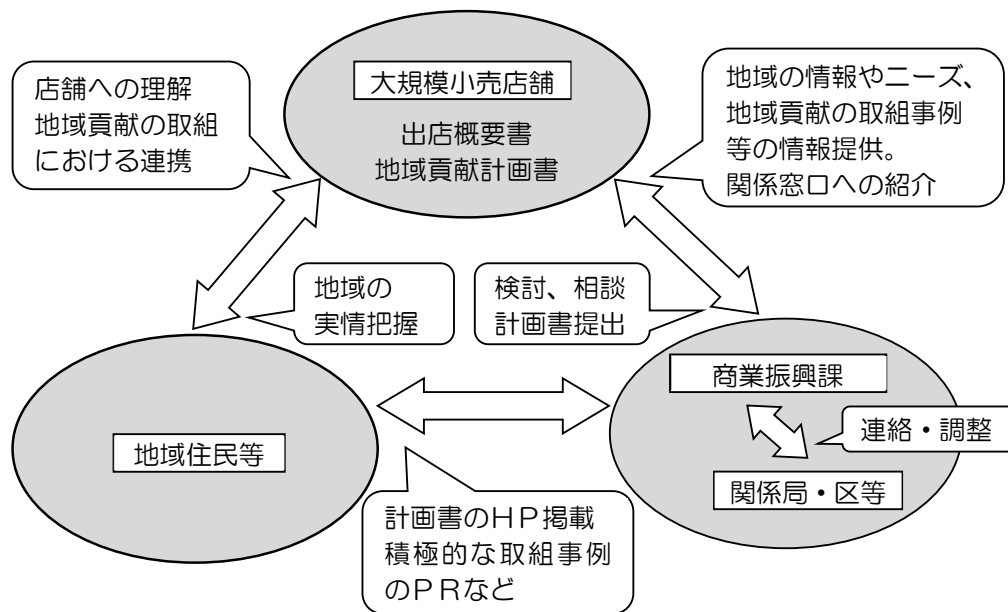 大規模小売店舗
出店概要書
地域貢献計画書
店舗への理解
地域貢献の取組
における連携
地域の情報やニーズ、
地域貢献の取組事例
等の情報提供。
関係窓口への紹介
地域の
実情把握
検討、相談
計画書提出
地域住民等
商業振興課
連絡・調整
関係局・区等
計画書のＨＰ掲載
積極的な取組事例
のＰＲなど